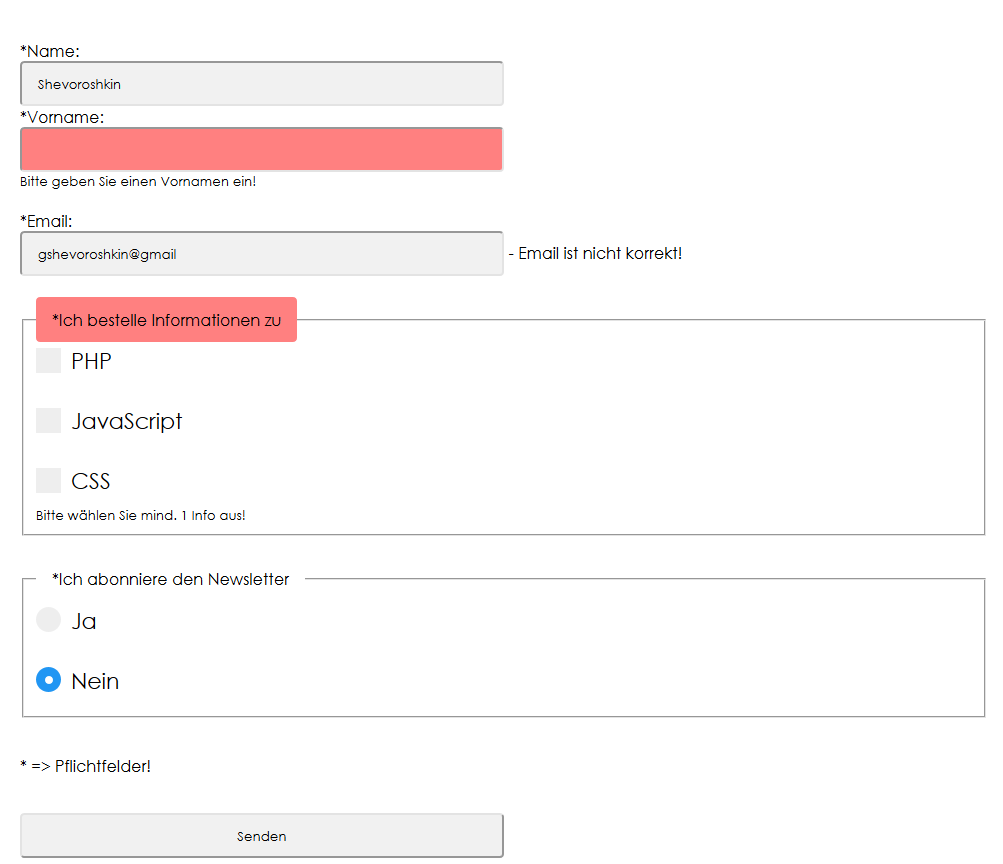 *Name:
Shevoroshkin
*Vorname:
Bitte geben Sie einen Vornamen ein!
*Email:
gshevoroshkin@gmail - Email ist nicht korrekt!
*Ich bestelle Informationen zu
PHP
JavaScript
CSS
Bitte wählen Sie mind. 1 Info aus!
*Ich abonniere den Newsletter
Ja
Nein
* => Pflichtfelder!
Senden